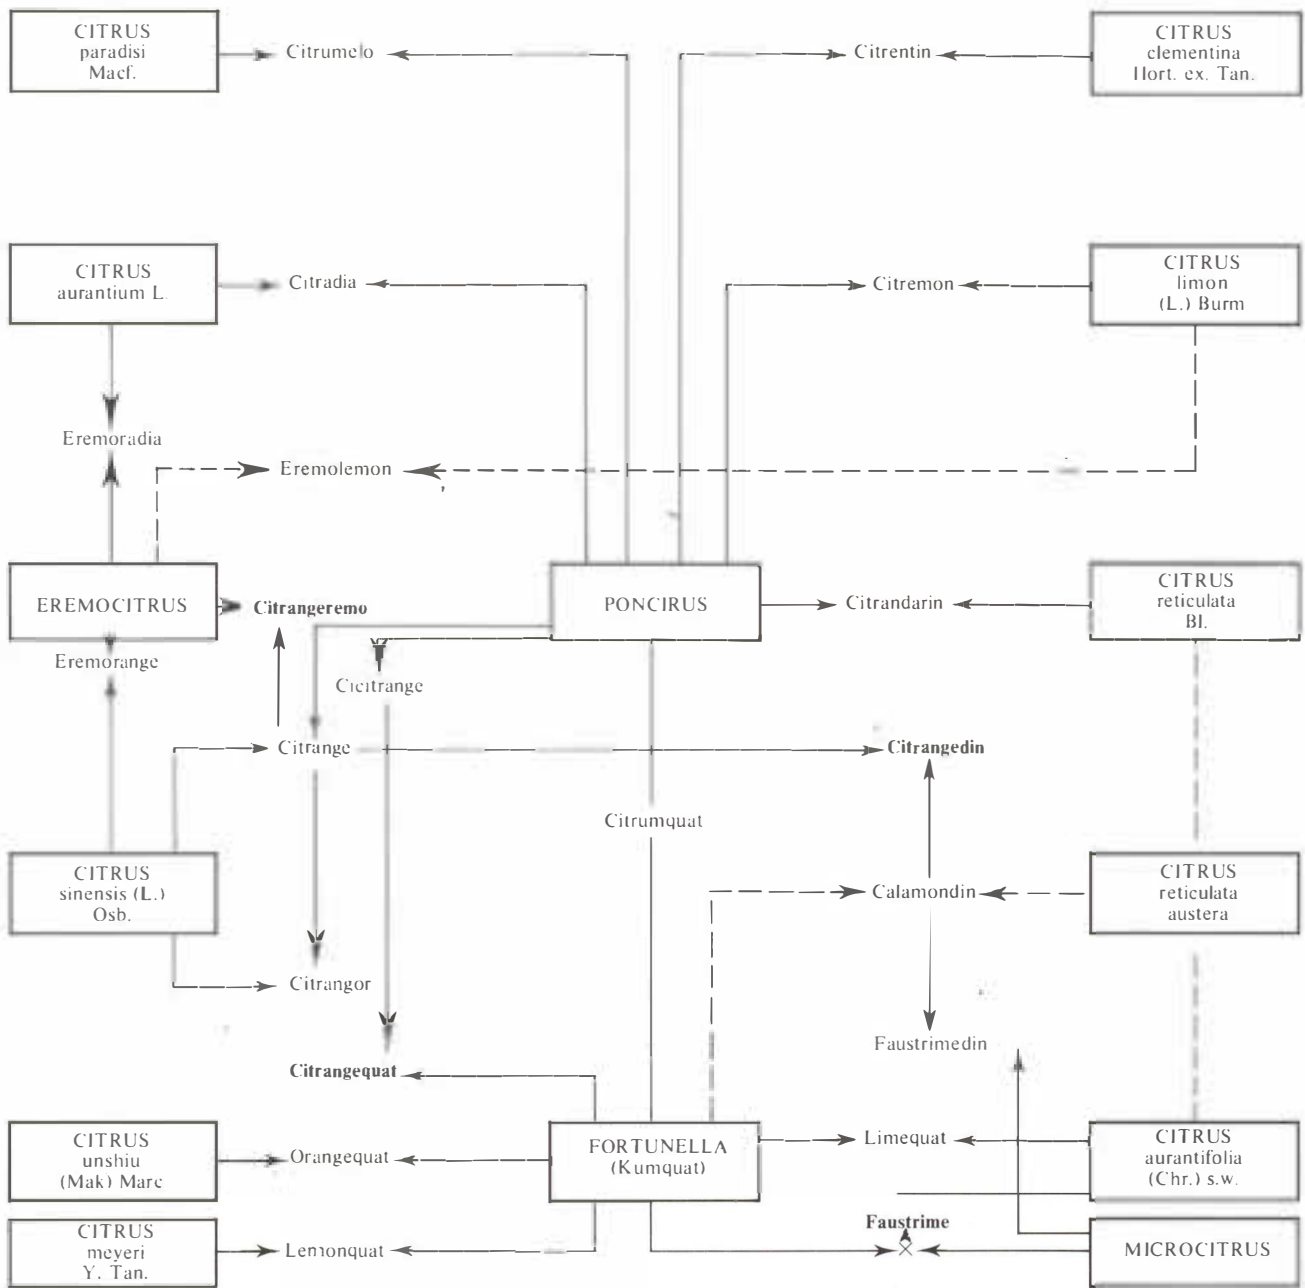 CITRUS
paradisi
Macf.
Citrumelo
Citrentin
CITRUS
clementina
Hort. ex. Tan.
CITRUS
aurantium L.
Citradia
Citremon
CITRUS
limon
(L.) Burm
Eremoradia
Eremolemon
EREMOCITRUS
Citrangeremo
PONCIRUS
Citrandarin
CITRUS
reticulata
Bl.
Eremorange
Cicitrange
Citrange
Citrangedin
Citrumquat
CITRUS
sinensis (L.)
Osb.
Calamondin
CITRUS
reticulata
austera
Citrangor
Faustrimedin
Citrangequat
CITRUS
unshiu
(Mak) Marc
Orangequat
FORTUNELLA
(Kumquat)
Limequat
CITRUS
aurantifolia
(Chr.) s.w.
CITRUS
meyeri
Y. Tan.
Lemonquat
Faustrime
MICROCITRUS